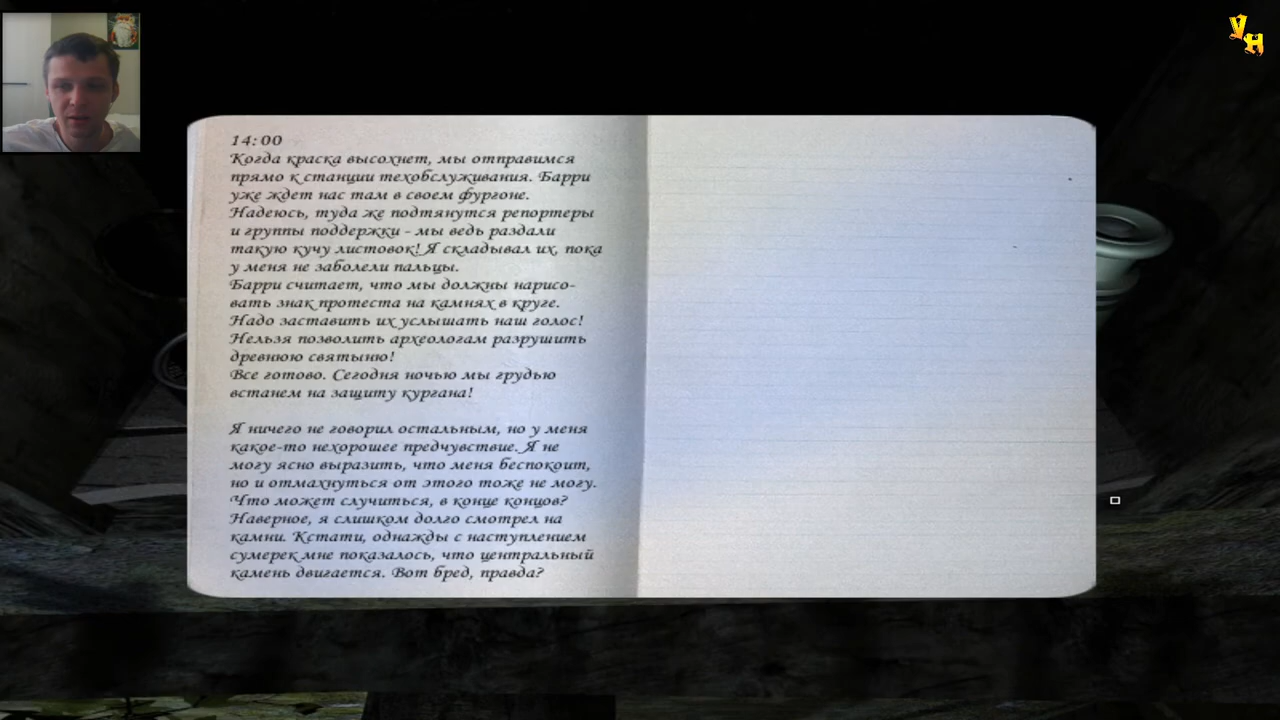 УН
14:00
Когда краска высохнет, мы отправимся
прямо к станции техобслуживания. Барри
уже ждет нас там в своем фургоне.
Надеюсь, туда же подтянутся репортеры
и группы поддержки - мы ведь раздали
такую кучу листовок! Я складывал их, пока
у меня не заболели пальцы.
Барри считает, что мы должны нарисо-
вать знак протеста на камнях в круге.
Надо заставить их услышать наш голос!
Нельзя позволить археологам разрушить
древнюю святыню!
Все готово. Сегодня ночью мы грудью
встанем на защиту кургана!
Я ничего не говорил остальным, но у меня
какое-то нехорошее предчувствие. Я не
могу ясно выразить, что меня беспокоит,
но и отмахнуться от этого тоже не могу.
Что может случиться, в конце концов?
Наверное, я слишком долго смотрел на
камни. Кстати, однажды с наступлением
сумерек мне показалось, что центральный
камень двигается. Вот бред, правда?